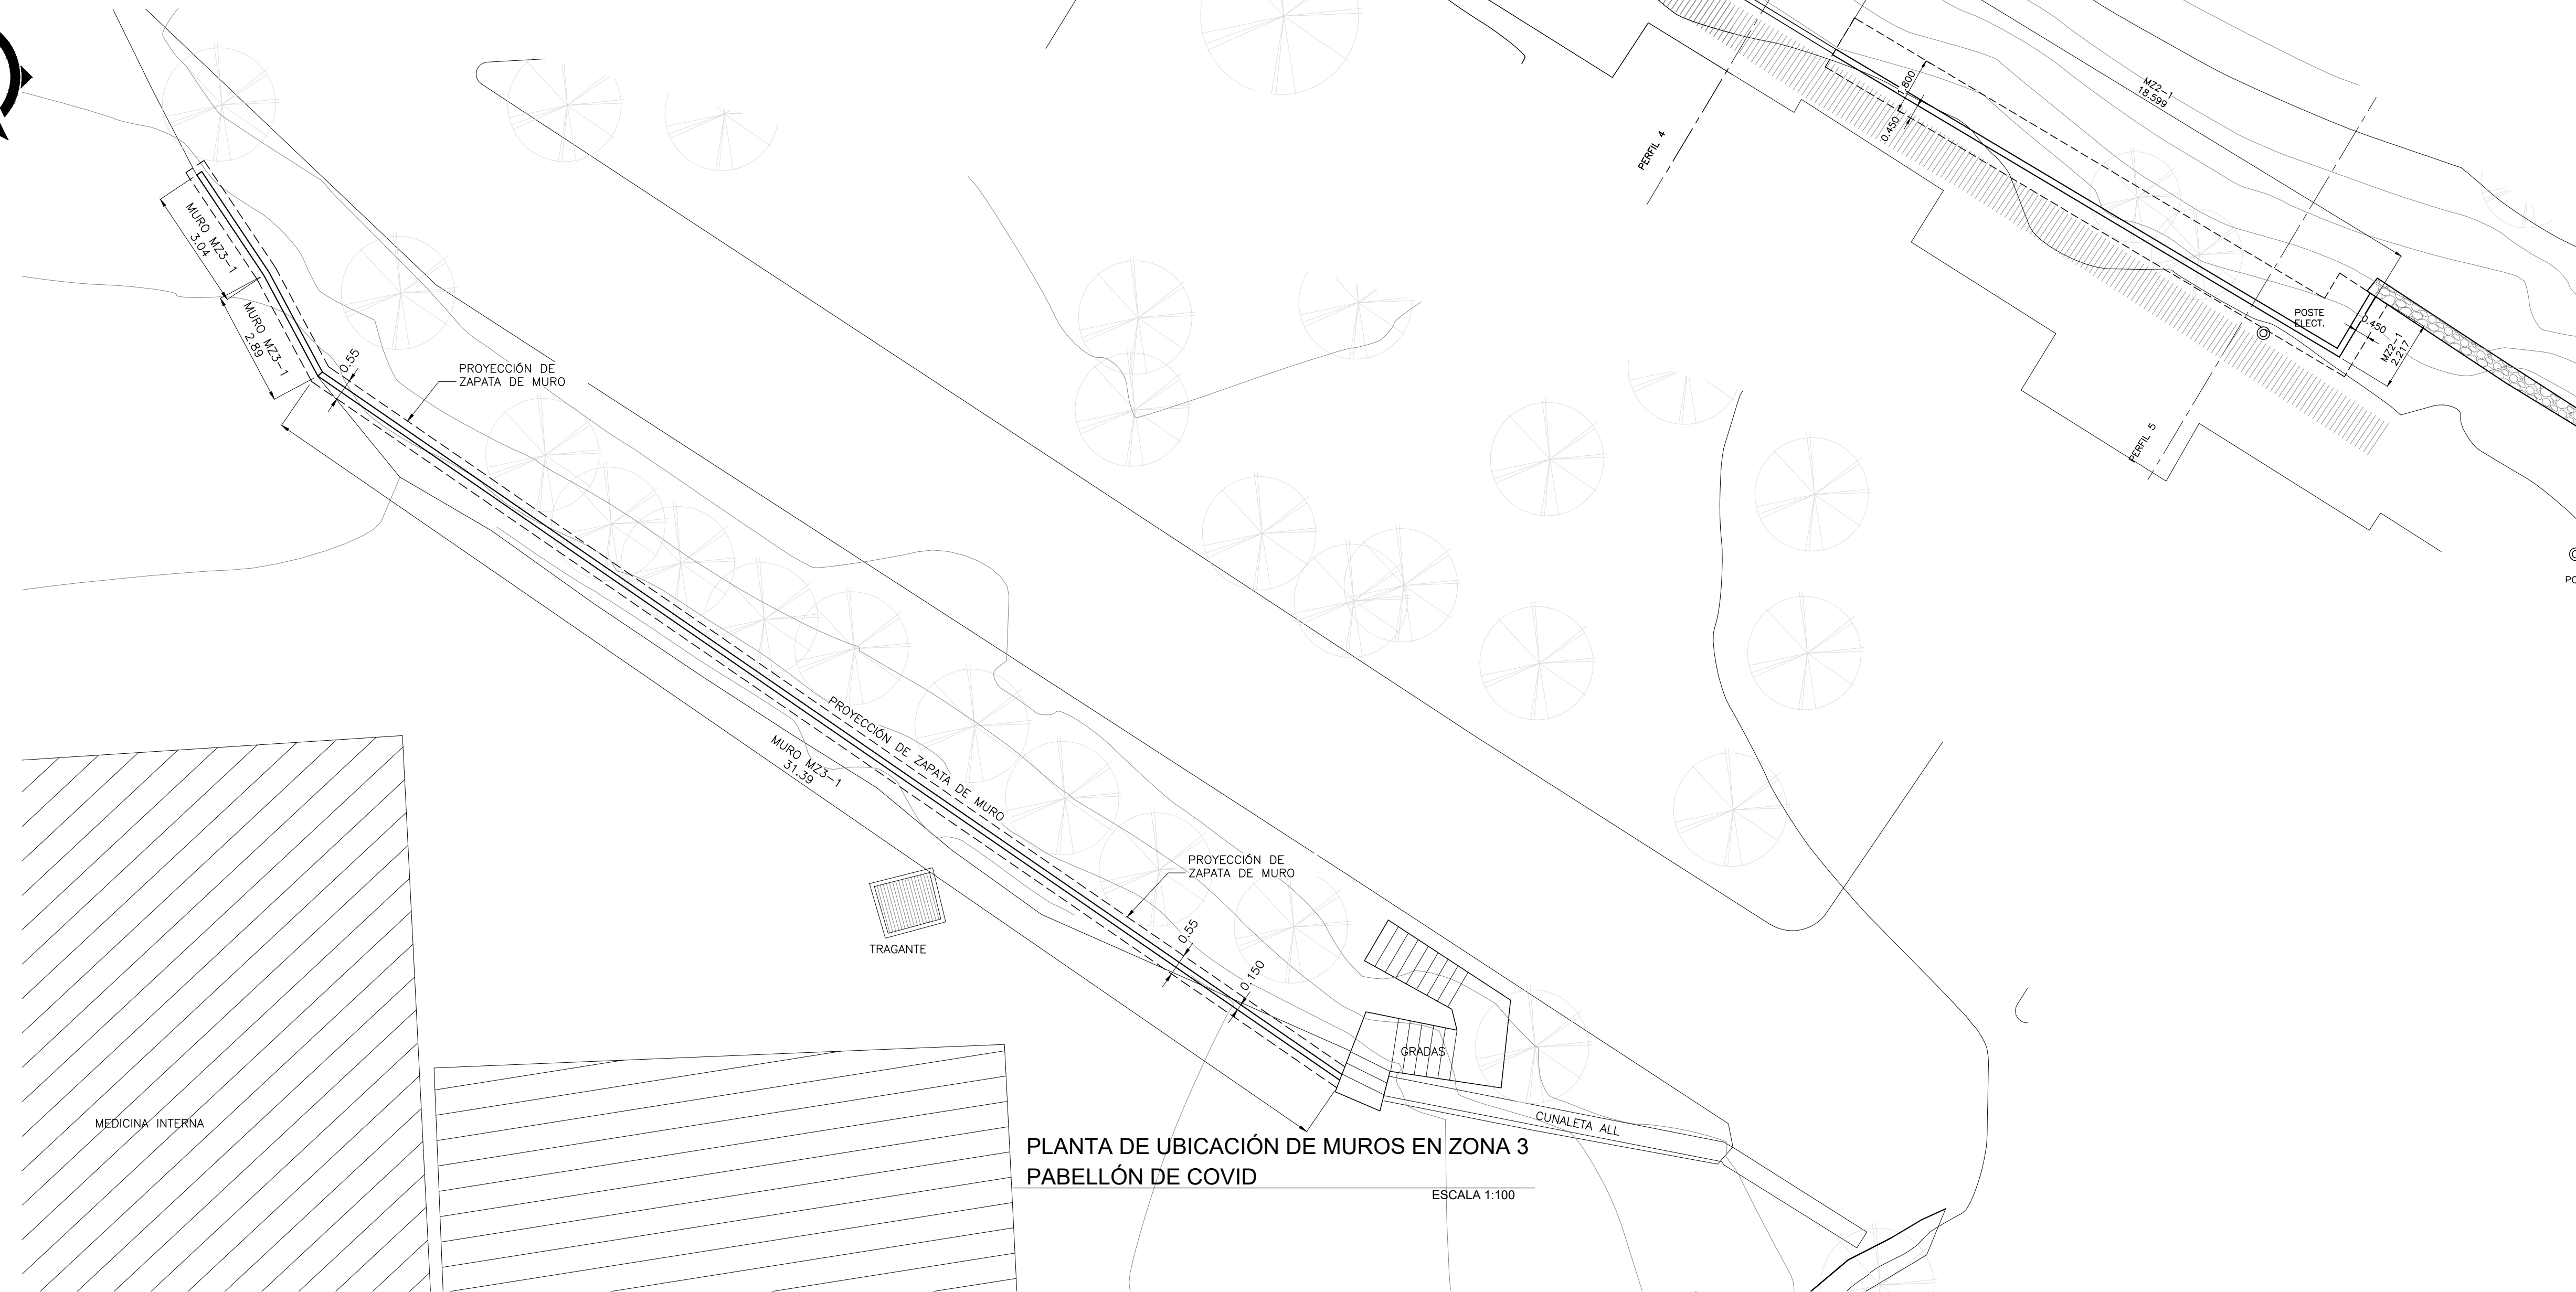 MZ2-1
18.599
1.800
0.450
PERFIL 4
MURO MZ3-1
3.04
MURO MZ3-1
2.89
0.55
PROYECCIÓN DE
ZAPATA DE MURO
POSTE
ELECT.
0.450
MZ2-1
2.217
PERFIL 5
PROYECCIÓN DE ZAPATA DE MURO
MURO MZ3-1
31.39
PROYECCIÓN DE
ZAPATA DE MURO
TRAGANTE
0.55
0.150
GRADAS
CUNALETA ALL
MEDICINA INTERNA
PLANTA DE UBICACIÓN DE MUROS EN ZONA 3
PABELLÓN DE COVID
ESCALA 1:100